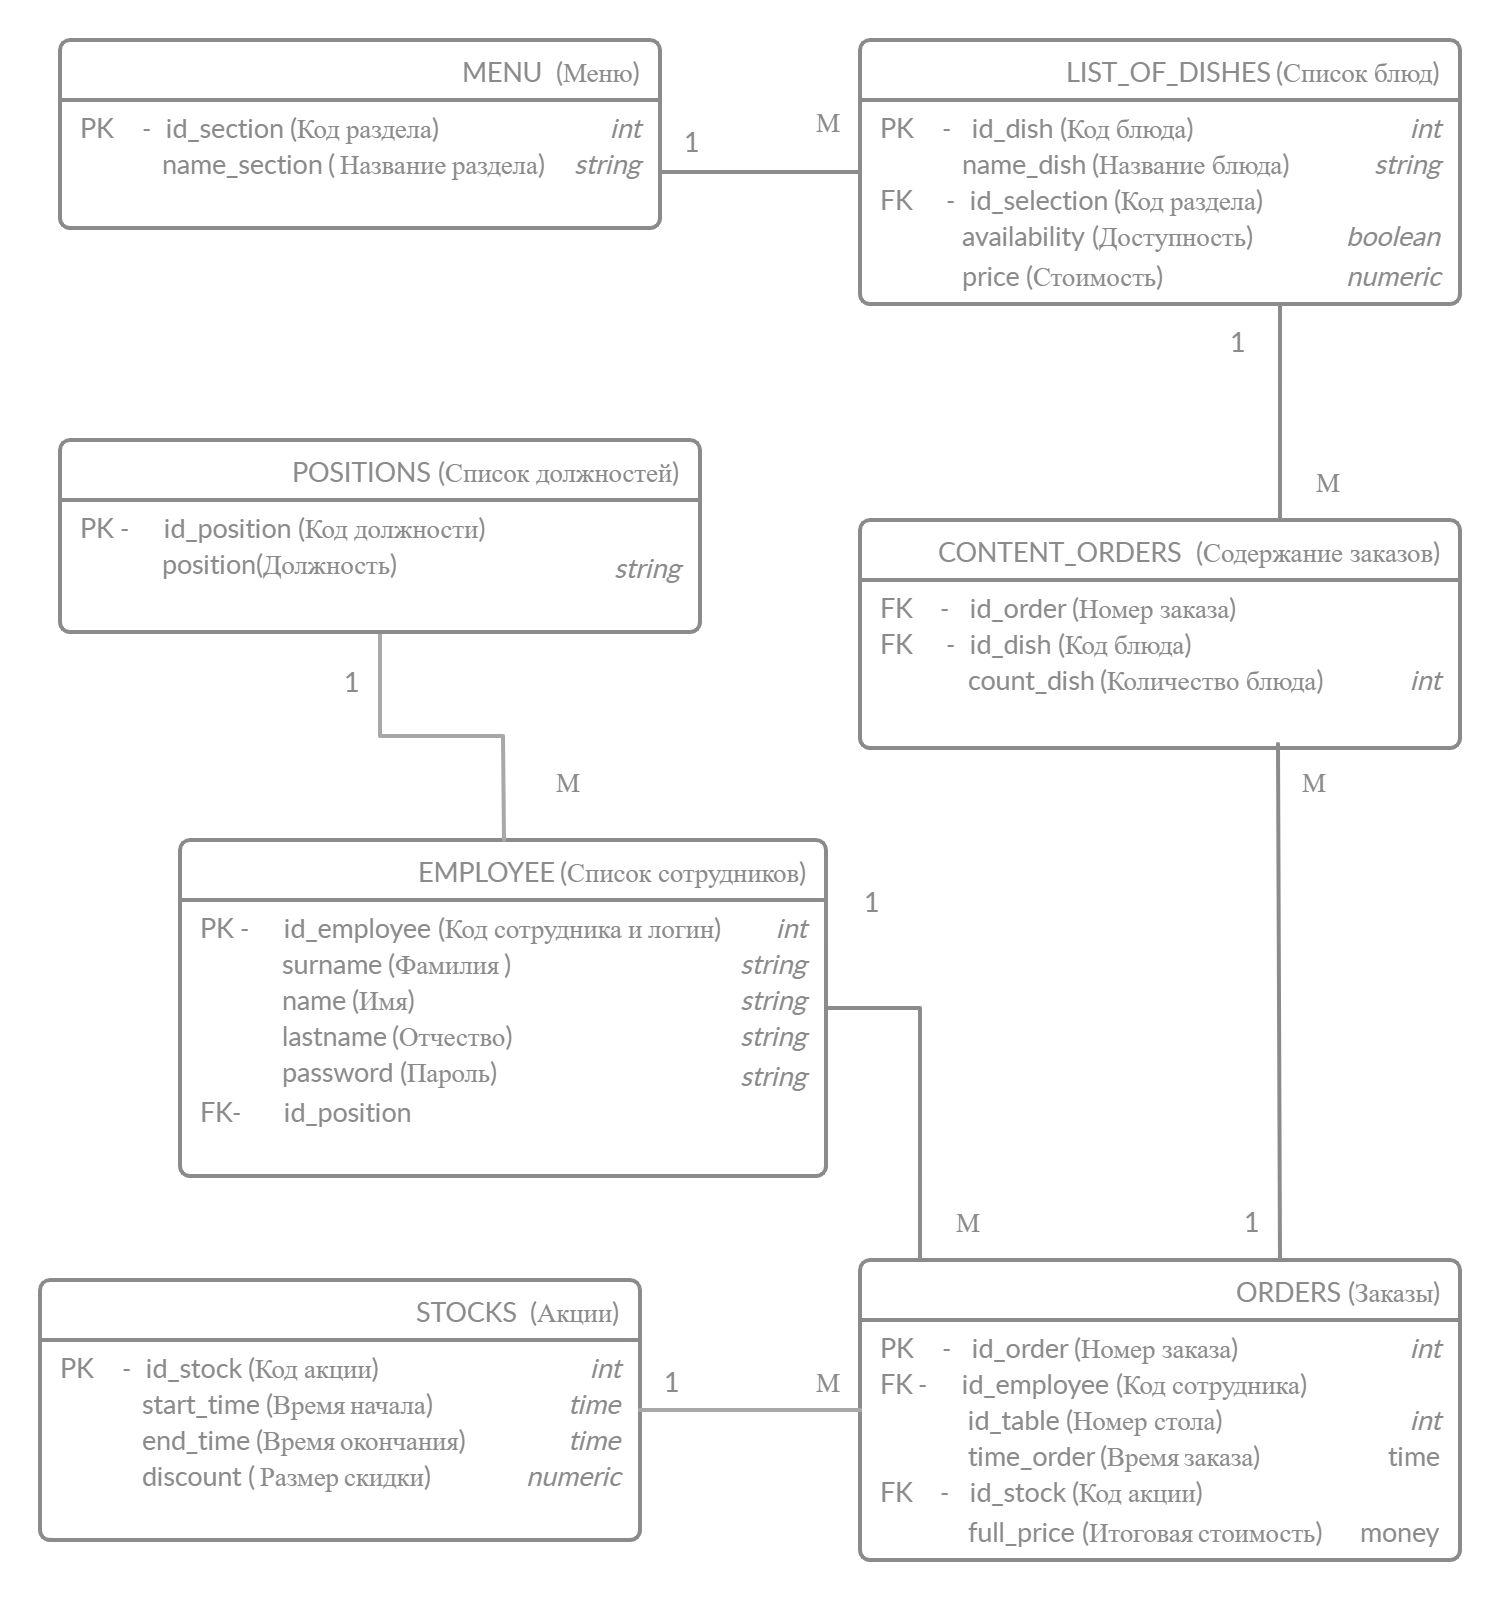 MENU (Меню)
PK - id_section (Код раздела) int
name_section ( Название раздела) string
1
М
LIST_OF_DISHES (Список блюд)
PK - id_dish (Код блюда) int
name_dish (Название блюда) string
FK - id_selection (Код раздела)
availability (Доступность) boolean
price (Стоимость) numeric
1
М
POSITIONS (Список должностей)
PK - id_position (Код должности)
position(Должность) string
1
М
CONTENT_ORDERS (Содержание заказов)
FK - id_order (Номер заказа)
FK - id_dish (Код блюда)
count_dish (Количество блюда) int
М
1
EMPLOYEE (Список сотрудников)
PK - id_employee (Код сотрудника и логин) int
surname (Фамилия ) string
name (Имя) string
lastname (Отчество) string
password (Пароль) string
FK- id_position
1
М
STOCKS (Акции)
PK - id_stock (Код акции) int
start_time (Время начала) time
end_time (Время окончания) time
discount ( Размер скидки) numeric
1
М
ORDERS (Заказы)
PK - id_order (Номер заказа) int
FK - id_employee (Код сотрудника)
id_table (Номер стола) int
time_order (Время заказа) time
FK - id_stock (Код акции)
full_price (Итоговая стоимость) money